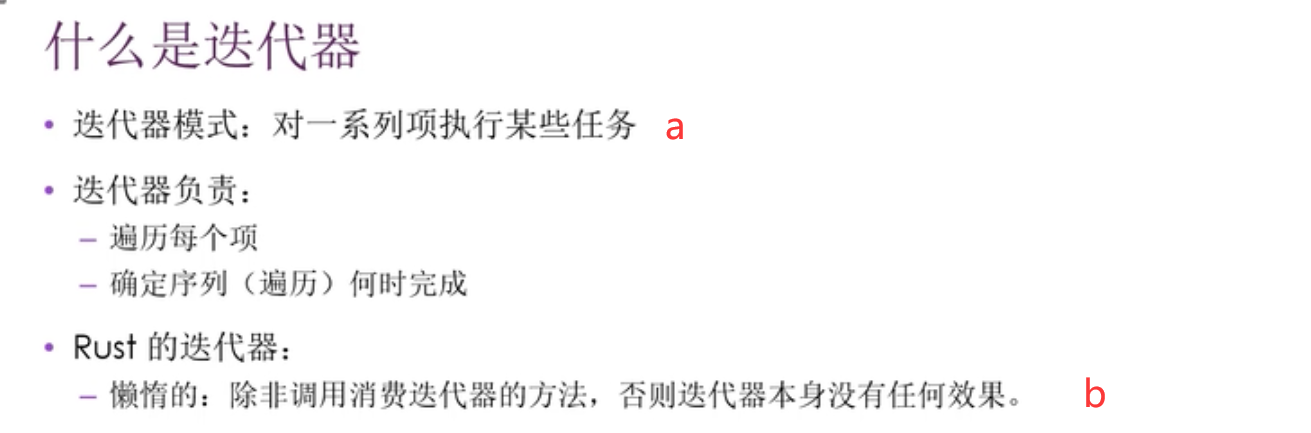 什么是迭代器
• 迭代器模式：对一系列项执行某些任务 a
• 迭代器负责：
– 遍历每个项
– 确定序列（遍历）何时完成
• Rust 的迭代器：
– 懒惰的：除非调用消费迭代器的方法，否则迭代器本身没有任何效果。 b